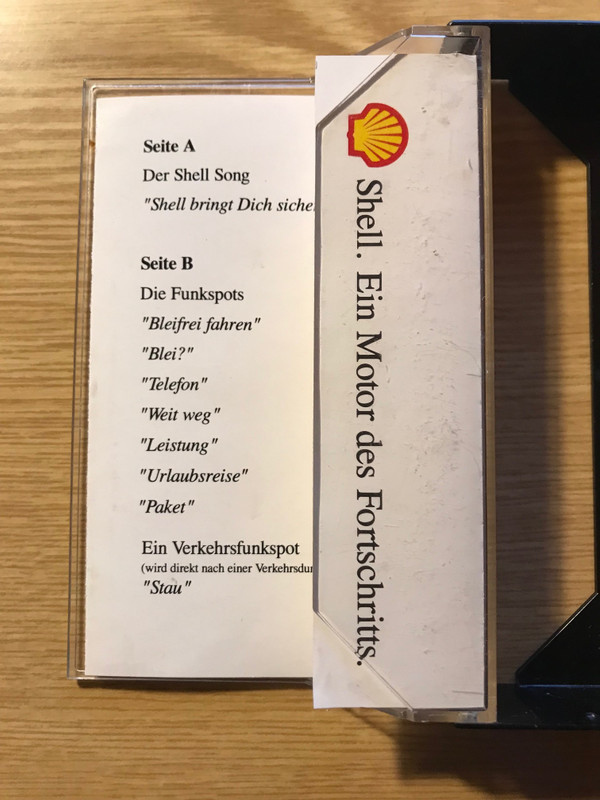 Seite A
Der Shell Song
"Shell bringt Dich
Seite B
Die Funkspots
"Bleifrei fahren"
"Blei?"
"Telefon"
"Weit weg"
"Leistung"
"Urlaubsreise"
"Paket"
Ein Verkehrsfunkspot
(wird direkt nach einer
"Stau"
Shell. Ein Motor des Fortschritts.